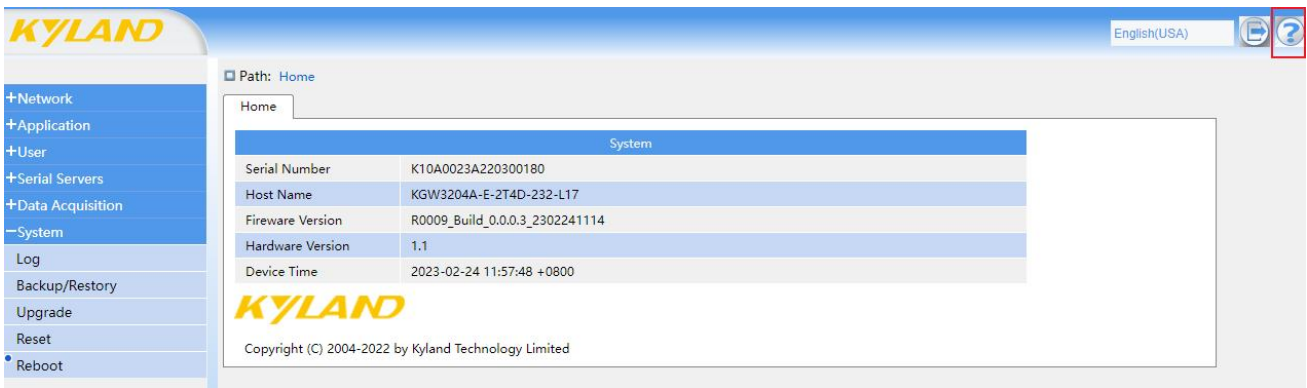 KYLAND
English(USA)
?
Path: Home
+Network
+Application
+User
+Serial Servers
+Data Acquisition
−System
Log
Backup/Restory
Upgrade
Reset
Reboot
Home
System
Serial Number K10A0023A220300180
Host Name KGW3204A-E-2T4D-232-L17
Fireware Version R0009_Build_0.0.0.3_2302241114
Hardware Version 1.1
Device Time 2023-02-24 11:57:48 +0800
KYLAND
Copyright (C) 2004-2022 by Kyland Technology Limited